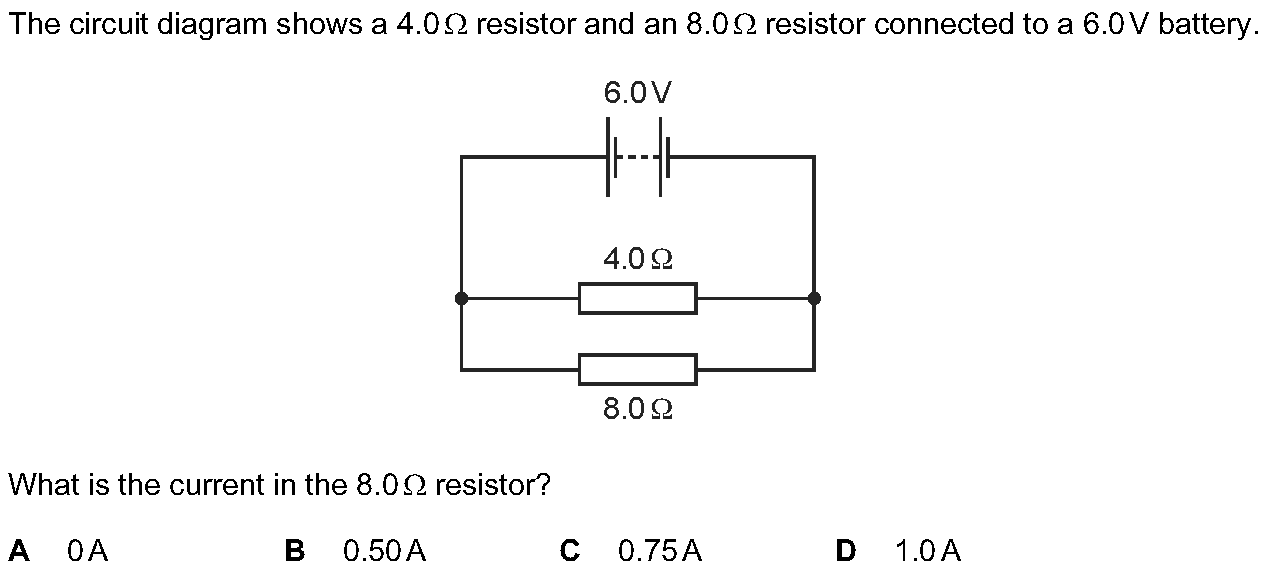 The circuit diagram shows a 4.0 Ω resistor and an 8.0 Ω resistor connected to a 6.0 V battery.
6.0 V
4.0 Ω
8.0 Ω
What is the current in the 8.0 Ω resistor?
A 0 A B 0.50 A C 0.75 A D 1.0 A